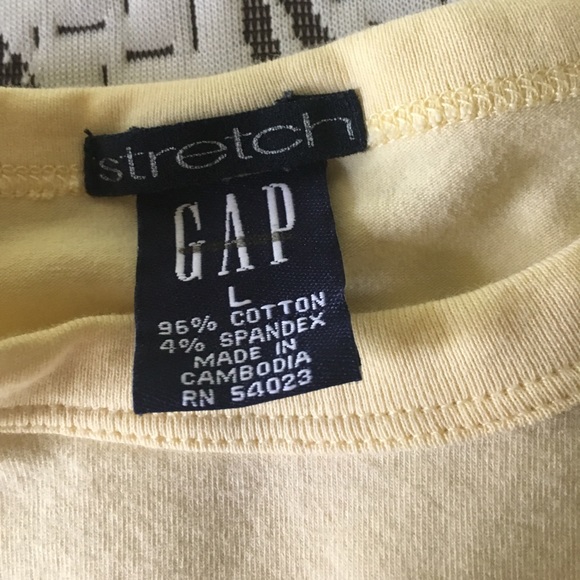 stretch
GAP
L
96% COTTON
4% SPANDEX
MADE IN
CAMBODIA
RN 54023